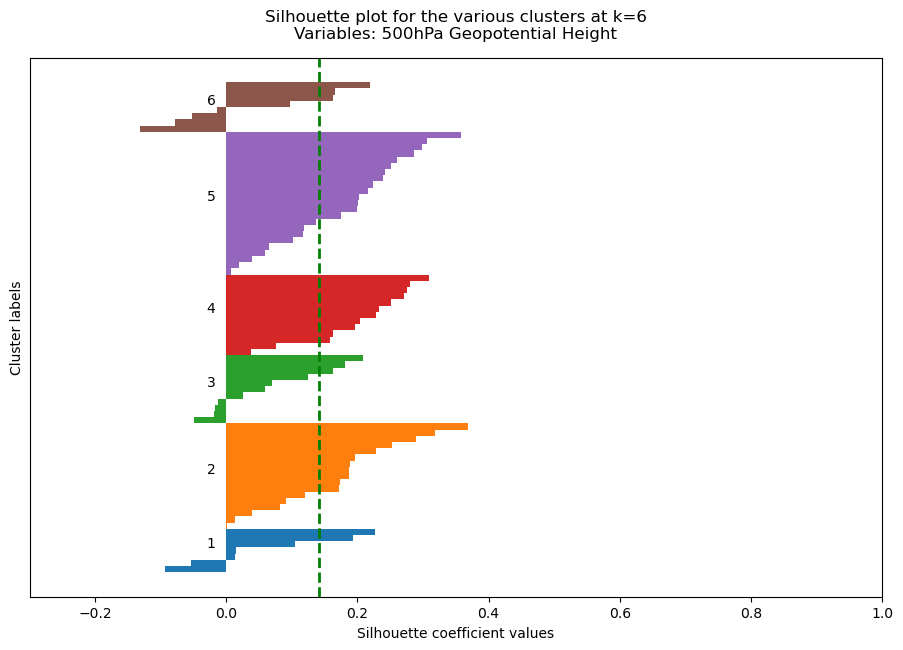 Silhouette plot for the various clusters at k=6
Variables: 500hPa Geopotential Height
Cluster labels
6
5
4
3
2
1
−0.2 0.0 0.2 0.4 0.6 0.8 1.0
Silhouette coefficient values